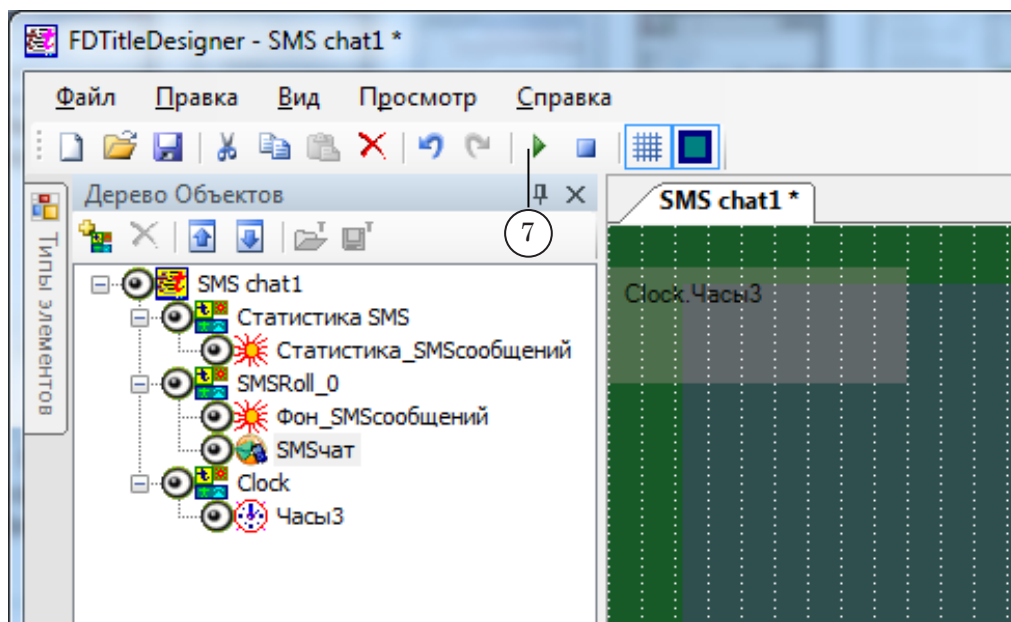 FDTitleDesigner - SMS chat1 *
Файл Правка Вид Просмотр Справка
Дерево Объектов
SMS chat1 *
7
Типы элементов
SMS chat1
Статистика SMS
Статистика_SMSсообщений
SMSRoll_0
Фон_SMSсообщений
SMSчат
Clock
Часы3
Clock.Часы3